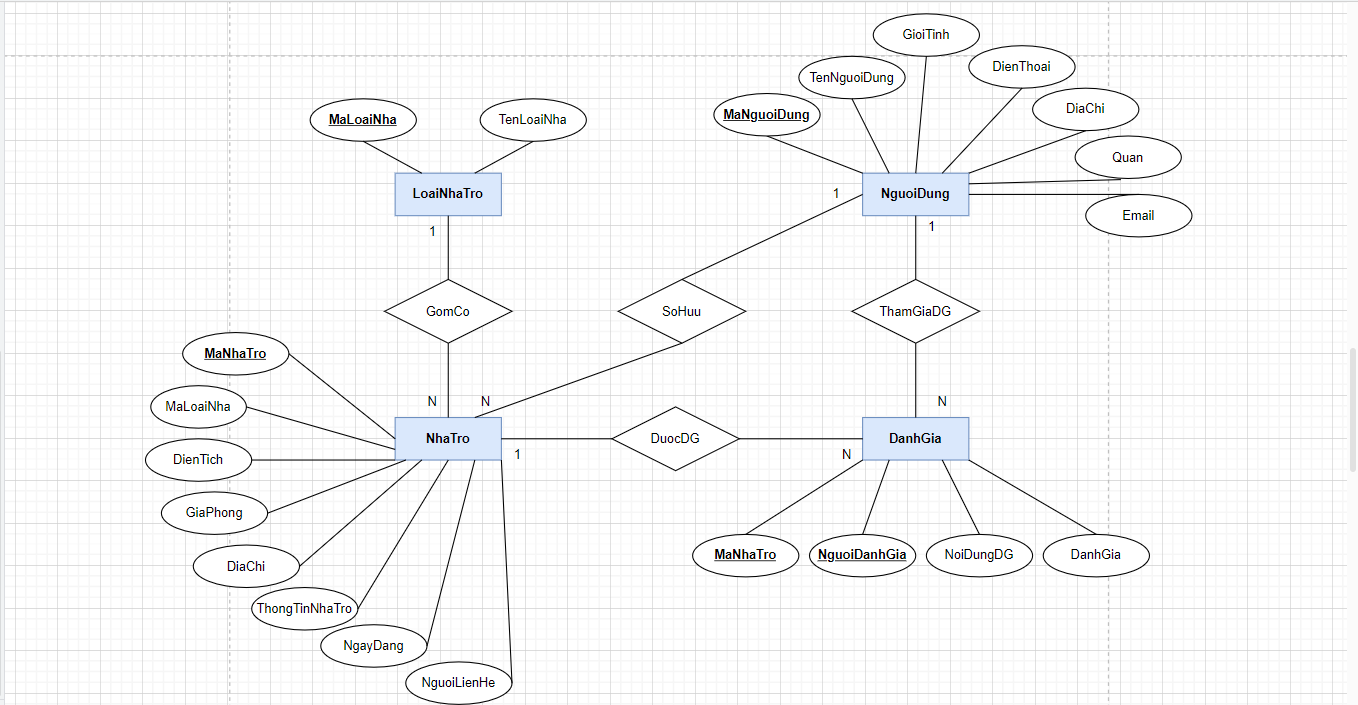 GioiTinh
DienThoai
TenNguoiDung
DiaChi
MaNguoiDung
MaLoaiNha
TenLoaiNha
Quan
LoaiNhaTro
1
NguoiDung
Email
1
1
GomCo
SoHuu
ThamGiaDG
MaNhaTro
MaLoaiNha
N
N
N
NhaTro
DuocDG
DanhGia
1
N
DienTich
GiaPhong
DiaChi
MaNhaTro
NguoiDanhGia
NoiDungDG
DanhGia
ThongTinNhaTro
NgayDang
NguoiLienHe